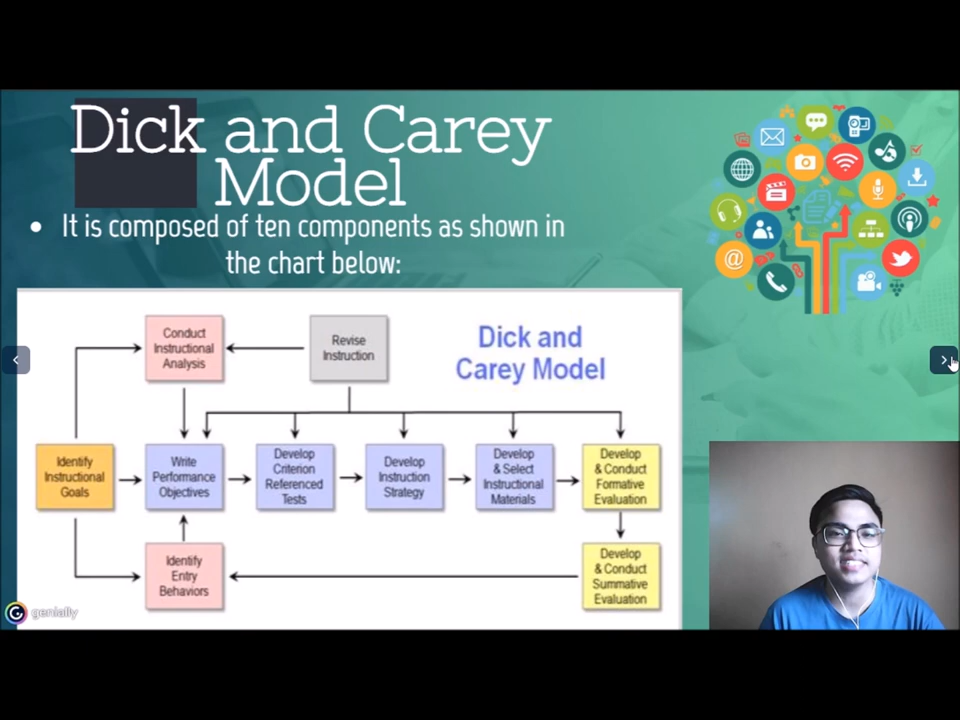 Dick and Carey
Model
• It is composed of ten components as shown in
the chart below:
Conduct
Instructional
Analysis
Revise
Instruction
Dick and
Carey Model
Identify
Instructional
Goals
Write
Performance
Objectives
Develop
Criterion
Referenced
Tests
Develop
Instruction
Strategy
Develop
& Select
Instructional
Materials
Develop
& Conduct
Formative
Evaluation
Identify
Entry
Behaviors
Develop
& Conduct
Summative
Evaluation
genially